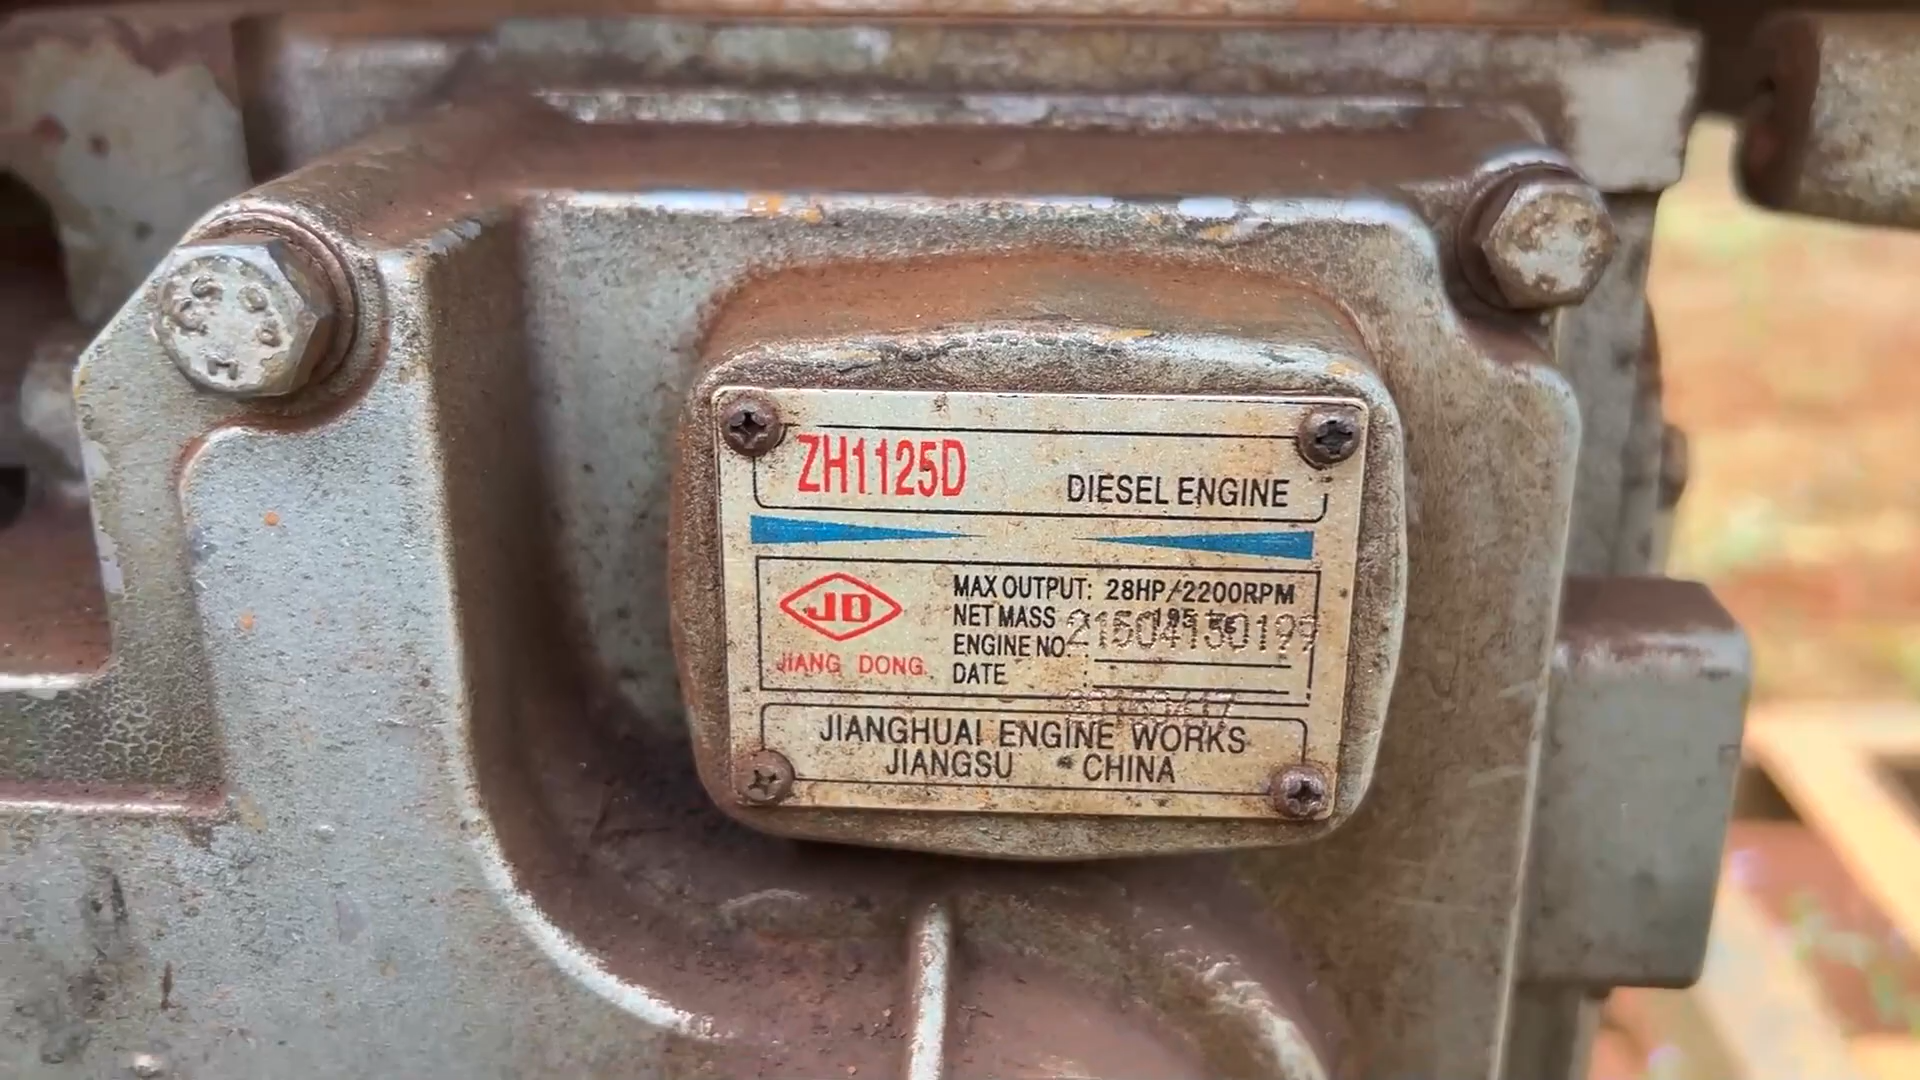 ZH1125D
DIESEL ENGINE
JD
JIANG DONG
MAX OUTPUT: 28HP/2200RPM
NET MASS
ENGINE NO 21504130199
DATE
JIANGHUAI ENGINE WORKS
JIANGSU CHINA